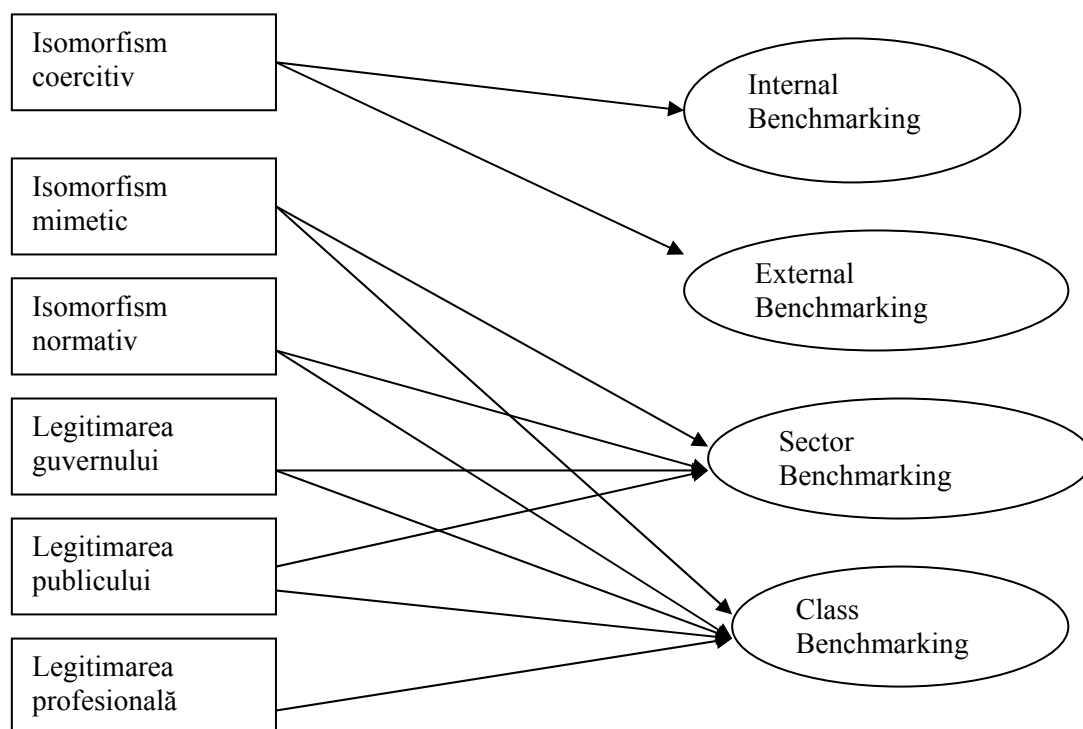 Isomorfism
coercitiv
Internal
Benchmarking
Isomorfism
mimetic
External
Benchmarking
Isomorfism
normativ
Legitimarea
guvernului
Sector
Benchmarking
Legitimarea
publicului
Class
Benchmarking
Legitimarea
profesională